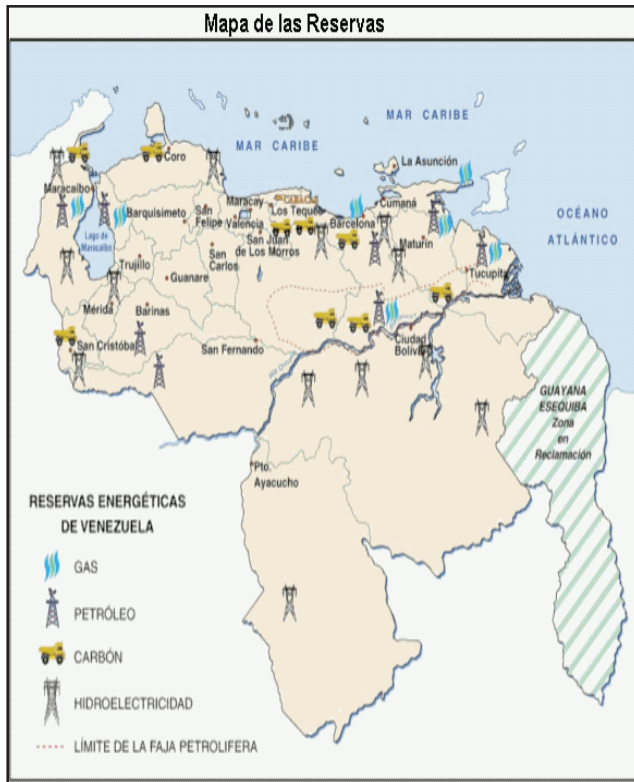 Mapa de las Reservas
MAR CARIBE
MAR CARIBE
OCÉANO
ATLÁNTICO
Coro
La Asunción
Maracaibo
Maracay
CARACAS
Los Teques
Cumaná
Barquisimeto
San
Felipe
Valencia
Barcelona
San Juan
de Los Morros
Maturín
Lago de
Maracaibo
Trujillo
San
Carlos
Guanare
Tucupita
Mérida
Barinas
San Cristóba
San Fernando
Ciudad
Bolívar
GUAYANA
ESEQUIBA
Zona
en
Reclamación
Pto.
Ayacucho
RESERVAS ENERGÉTICAS
DE VENEZUELA
GAS
PETRÓLEO
CARBÓN
HIDROELECTRICIDAD
LÍMITE DE LA FAJA PETROLIFERA